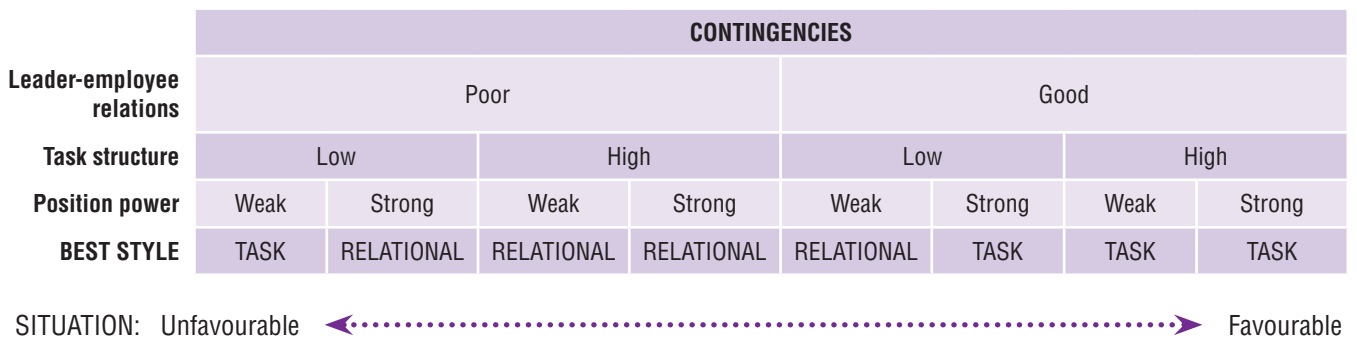 CONTINGENCIES
Leader-employee
relations
Poor Good
Task structure Low High Low High
Position power Weak Strong Weak Strong Weak Strong Weak Strong
BEST STYLE TASK RELATIONAL RELATIONAL RELATIONAL RELATIONAL TASK TASK TASK
SITUATION: Unfavourable Favourable